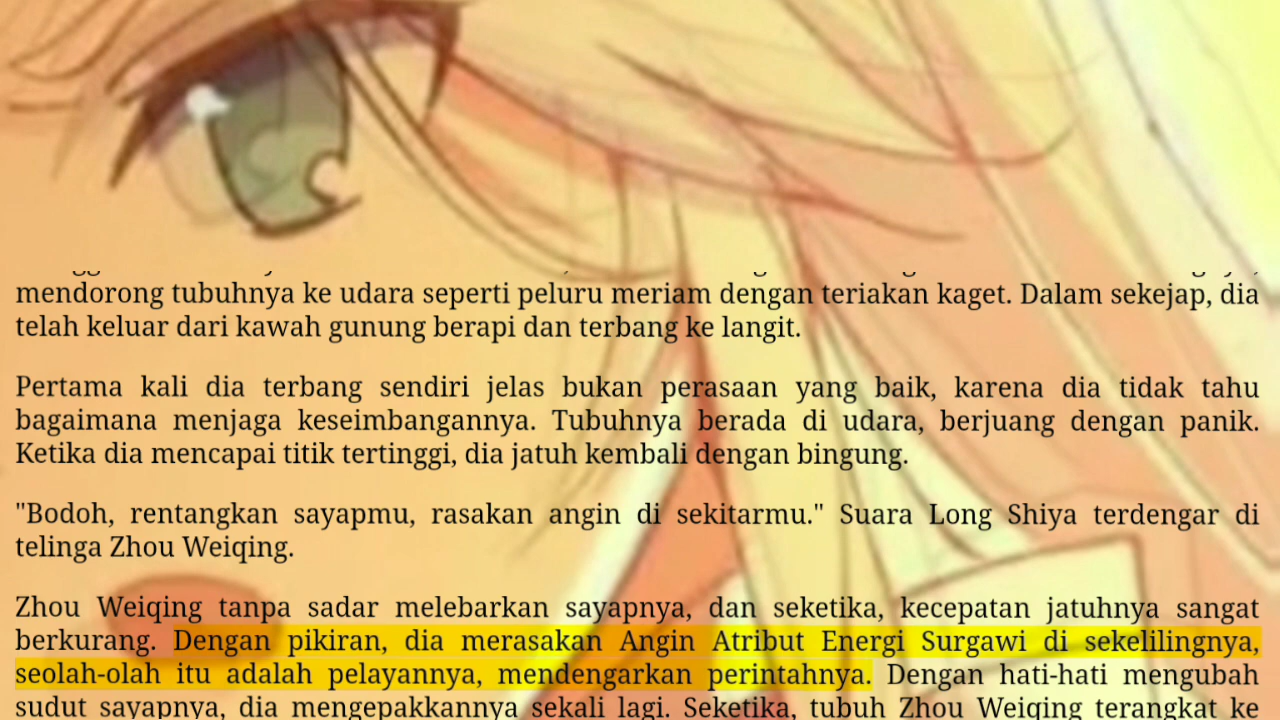 mendorong tubuhnya ke udara seperti peluru meriam dengan teriakan kaget. Dalam sekejap, dia
telah keluar dari kawah gunung berapi dan terbang ke langit.
Pertama kali dia terbang sendiri jelas bukan perasaan yang baik, karena dia tidak tahu
bagaimana menjaga keseimbangannya. Tubuhnya berada di udara, berjuang dengan panik.
Ketika dia mencapai titik tertinggi, dia jatuh kembali dengan bingung.
"Bodoh, rentangkan sayapmu, rasakan angin di sekitarmu." Suara Long Shiya terdengar di
telinga Zhou Weiqing.
Zhou Weiqing tanpa sadar melebarkan sayapnya, dan seketika, kecepatan jatuhnya sangat
berkurang. Dengan pikiran, dia merasakan Angin Atribut Energi Surgawi di sekelilingnya,
seolah-olah itu adalah pelayannya, mendengarkan perintahnya. Dengan hati-hati mengubah
sudut sayapnya, dia mengepakkannya sekali lagi. Seketika, tubuh Zhou Weiqing terangkat ke